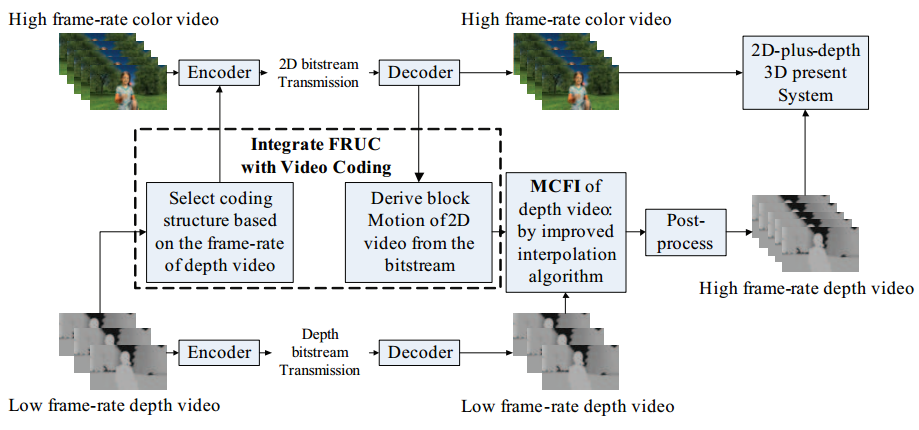 High frame-rate color video
High frame-rate color video
Encoder
2D bitstream
Transmission
Decoder
2D-plus-depth
3D present
System
Integrate FRUC
with Video Coding
Select coding
structure based
on the frame-rate
of depth video
Derive block
Motion of 2D
video from the
bitstream
MCFI of
depth video:
by improved
interpolation
algorithm
Post-
process
High frame-rate depth video
Encoder
Depth
bitstream
Transmission
Decoder
Low frame-rate depth video
Low frame-rate depth video